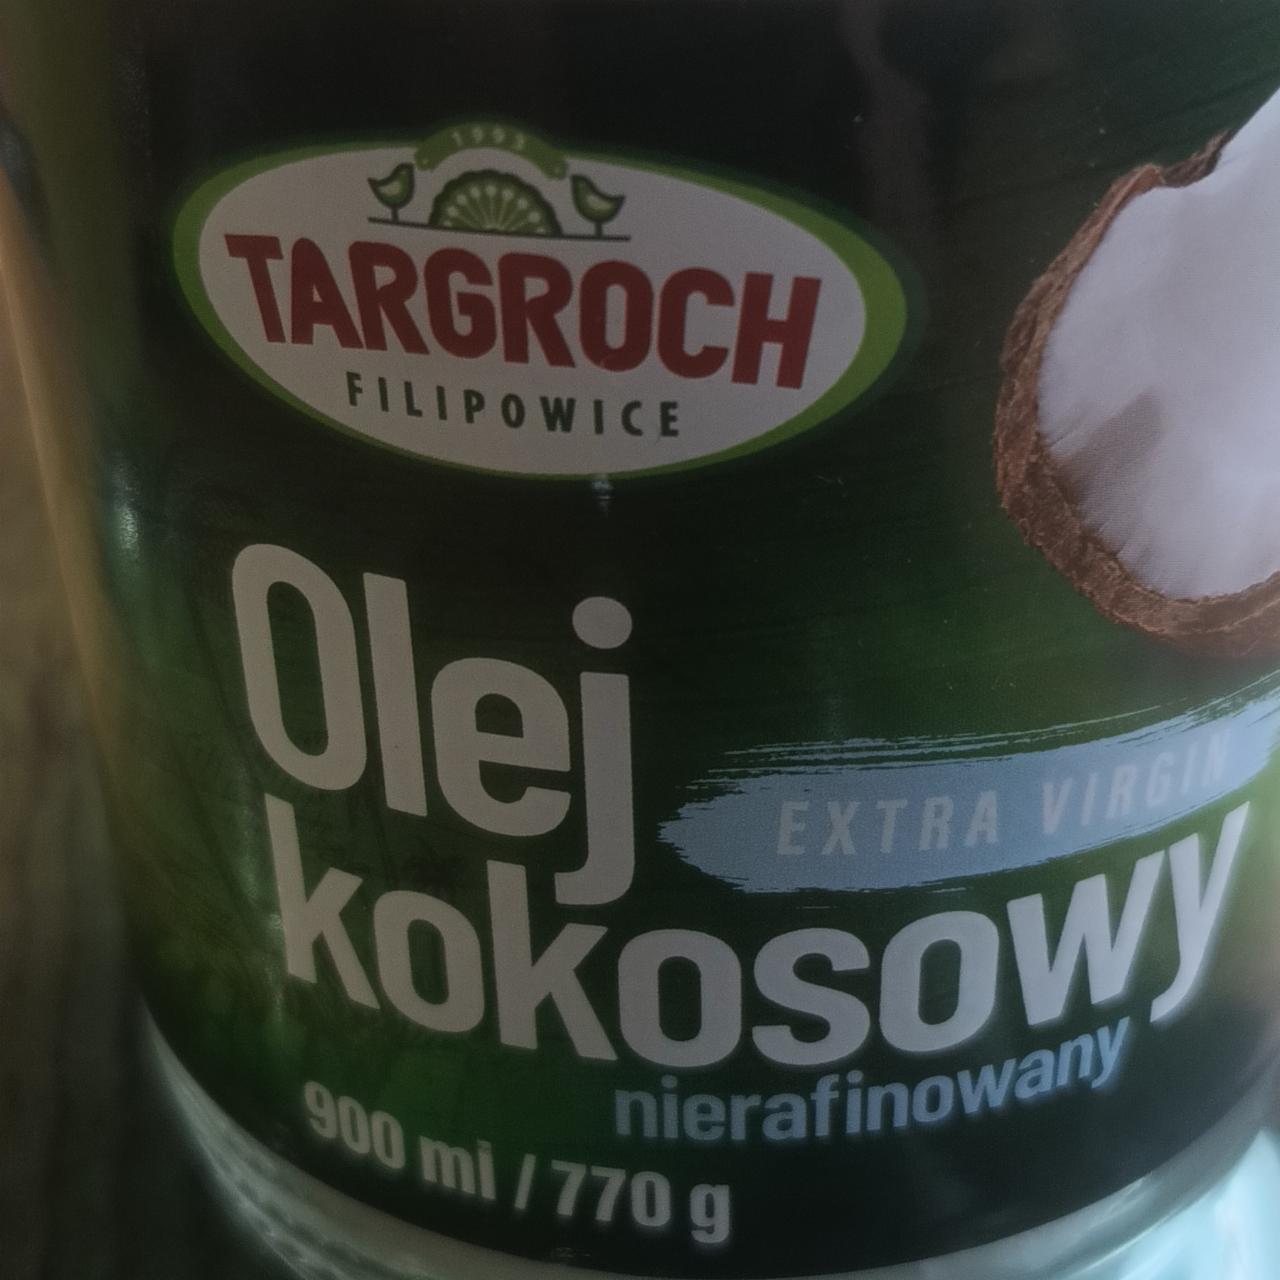 1993
TARGROCH
FILIPOWICE
Olej
EXTRA VIRGIN
kokosowy
nierafinowany
900 ml / 770 g